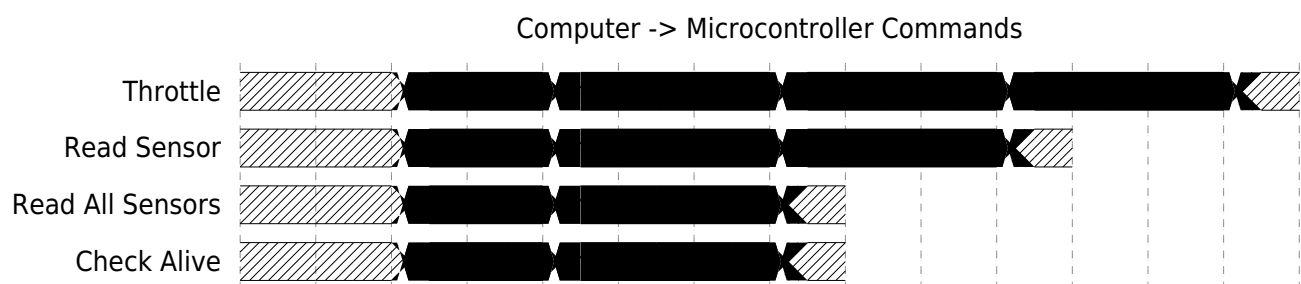 Computer -> Microcontroller Commands
Throttle
Read Sensor
Read All Sensors
Check Alive